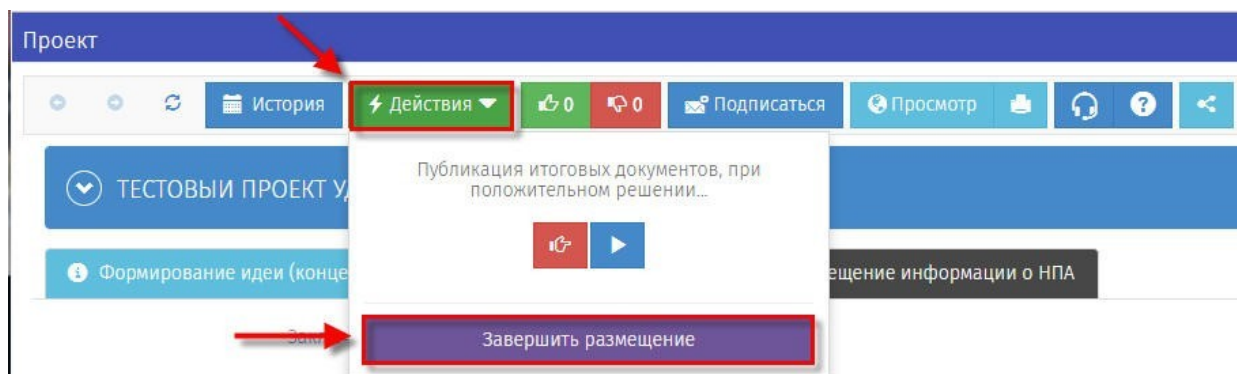 Проект
История
Действия
0
0
Подписаться
Просмотр
?
ТЕСТОВЫЙ ПРОЕКТ
Публикация итоговых документов, при
положительном решении...
Формирование идеи (конце
ещение информации о НПА
Завершить размещение